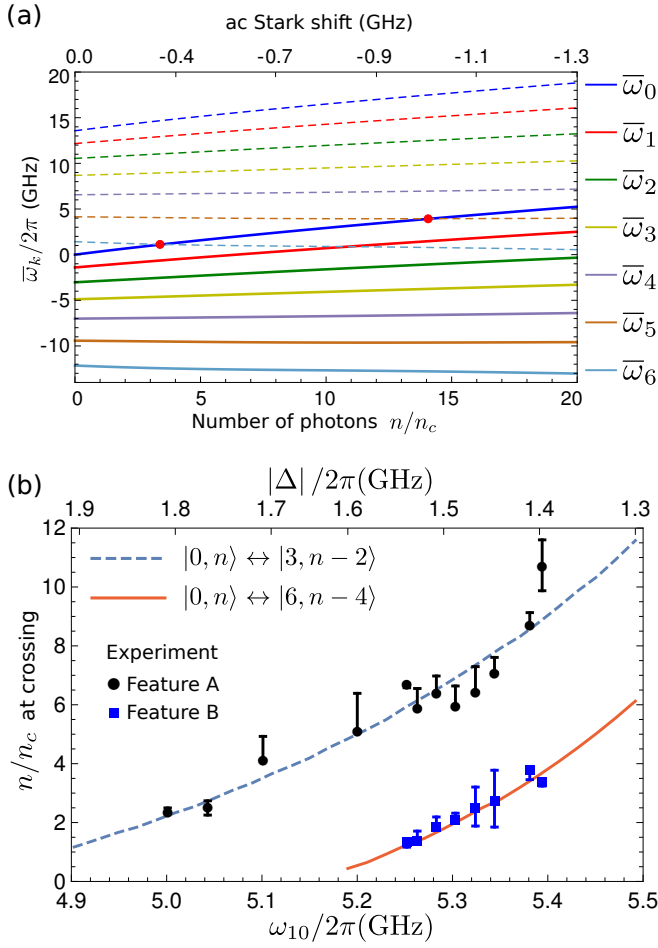 (a)
ac Stark shift (GHz)
0.0 -0.4 -0.7 -0.9 -1.1 -1.3
20
15
10
5
0
-5
-10
ω̅ₖ/2π (GHz)
0 5 10 15 20
Number of photons n/n_c
ω̅₀
ω̅₁
ω̅₂
ω̅₃
ω̅₄
ω̅₅
ω̅₆
(b)
|Δ|/2π(GHz)
1.9 1.8 1.7 1.6 1.5 1.4 1.3
12
10
8
6
4
2
0
n/n_c at crossing
|0, n⟩ ↔ |3, n−2⟩
|0, n⟩ ↔ |6, n−4⟩
Experiment
Feature A
Feature B
4.9 5.0 5.1 5.2 5.3 5.4 5.5
ω₁₀/2π(GHz)